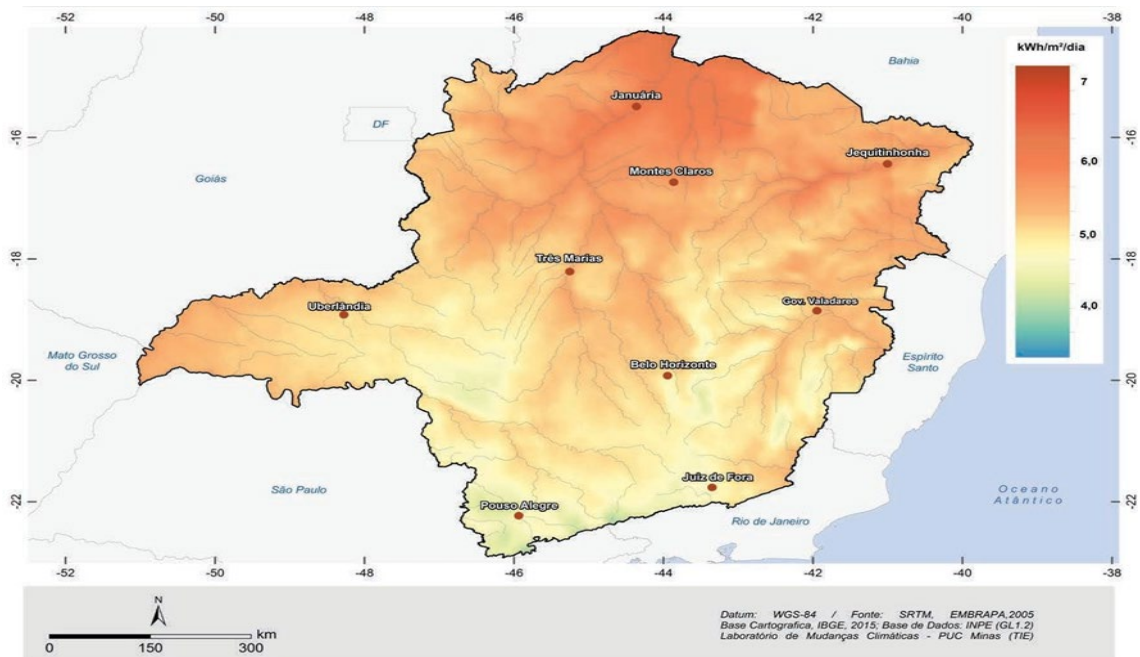 -52 -50 -48 -46 -44 -42 -40 -38
kWh/m²/dia
Bahia
7
Januária
DF
-16 -16
6,0
Jequitinhonha
Montes Claros
Goiás
5,0
-18 -18
Três Marias
4,0
Gov. Valadares
Uberlândia
Mato Grosso
do Sul
Espírito
Santo
Belo Horizonte
-20 -20
Juiz de Fora
São Paulo
Oceano
Atlântico
-22 -22
Pouso Alegre
Rio de Janeiro
-52 -50 -48 -46 -44 -42 -40 -38
N
km
0 150 300
Datum: WGS-84 / Fonte: SRTM, EMBRAPA,2005
Base Cartografica, IBGE, 2015; Base de Dados: INPE (GL1.2)
Laboratório de Mudanças Climáticas - PUC Minas (TIE)